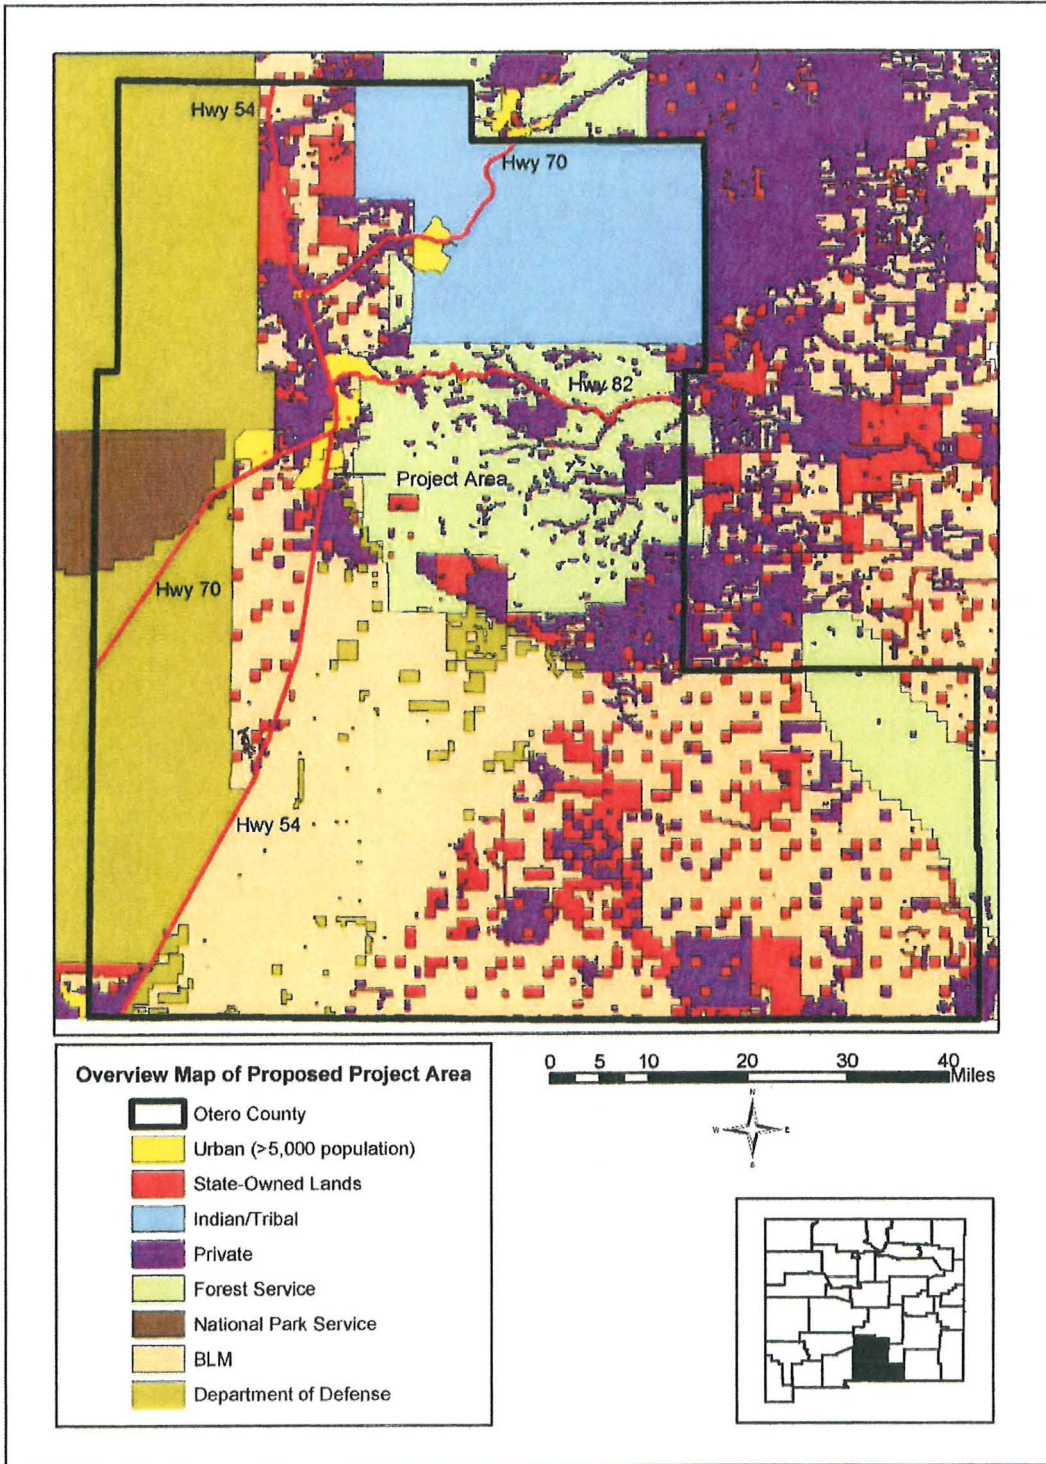 Hwy 54
Hwy 70
Hwy 82
Project Area
Hwy 70
Hwy 54
0 5 10 20 30 40
Miles
N
W E
S
Overview Map of Proposed Project Area
Otero County
Urban (>5,000 population)
State-Owned Lands
Indian/Tribal
Private
Forest Service
National Park Service
BLM
Department of Defense